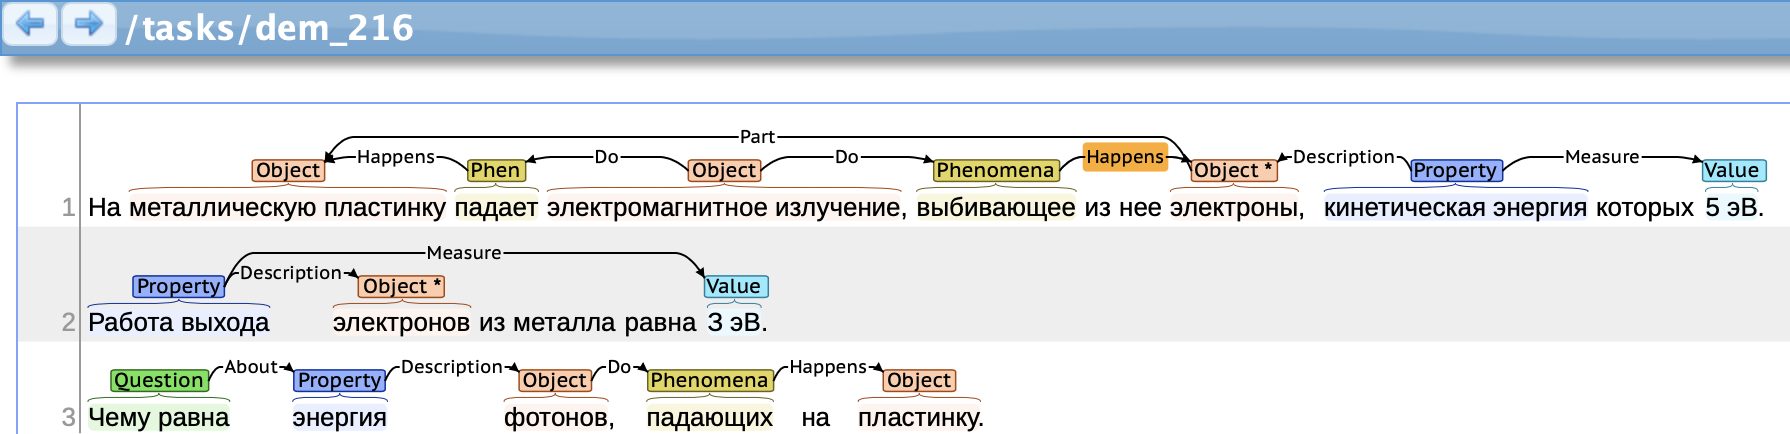 /tasks/dem_216
Part
Happens Do Do Happens Description Measure
Object Phen Object Phenomena Object * Property Value
1 На металлическую пластинку падает электромагнитное излучение, выбивающее из нее электроны, кинетическая энергия которых 5 эВ.
Measure
Description
Property Object * Value
2 Работа выхода электронов из металла равна 3 эВ.
About Description Do Happens
Question Property Object Phenomena Object
3 Чему равна энергия фотонов, падающих на пластинку.